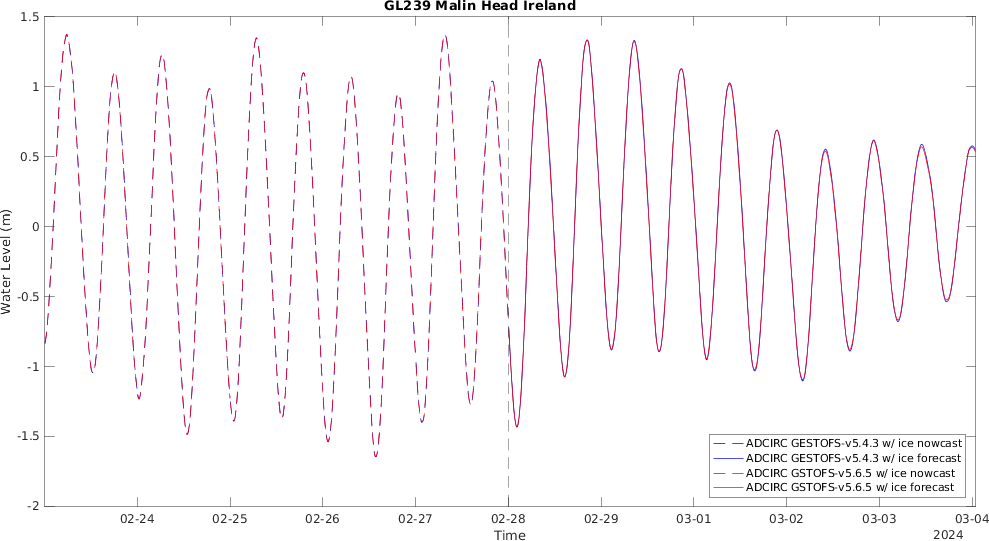 GL239 Malin Head Ireland
1.5
1
0.5
0
-0.5
-1
-1.5
-2
Water Level (m)
02-24 02-25 02-26 02-27 02-28 02-29 03-01 03-02 03-03 03-04
Time
2024
ADCIRC GESTOFS-v5.4.3 w/ ice nowcast
ADCIRC GESTOFS-v5.4.3 w/ ice forecast
ADCIRC GSTOFS-v5.6.5 w/ ice nowcast
ADCIRC GSTOFS-v5.6.5 w/ ice forecast